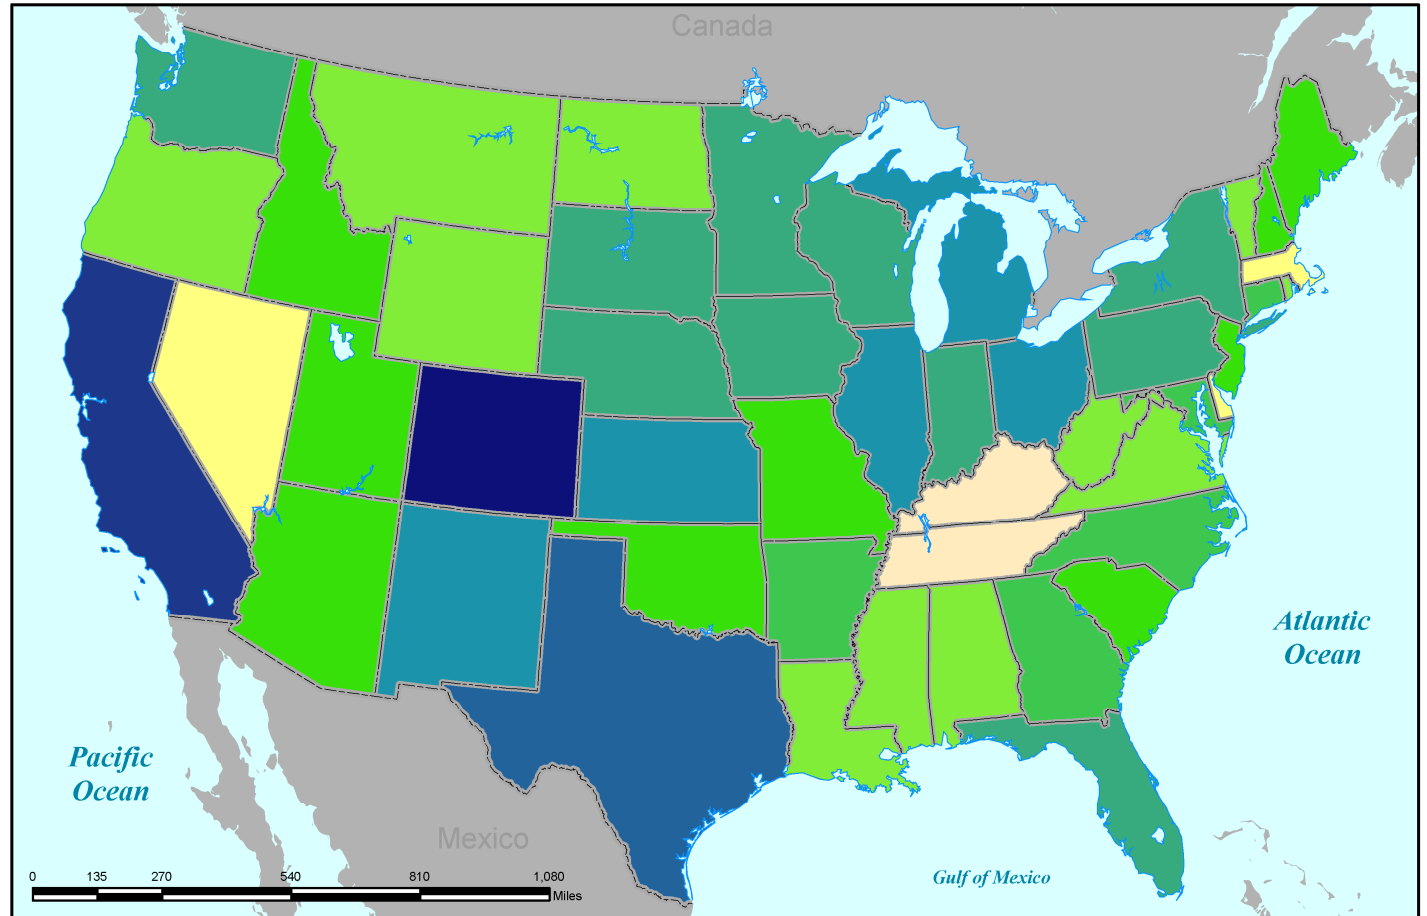 Canada
Atlantic
Ocean
Pacific
Ocean
Mexico
Gulf of Mexico
0 135 270 540 810 1,080
Miles